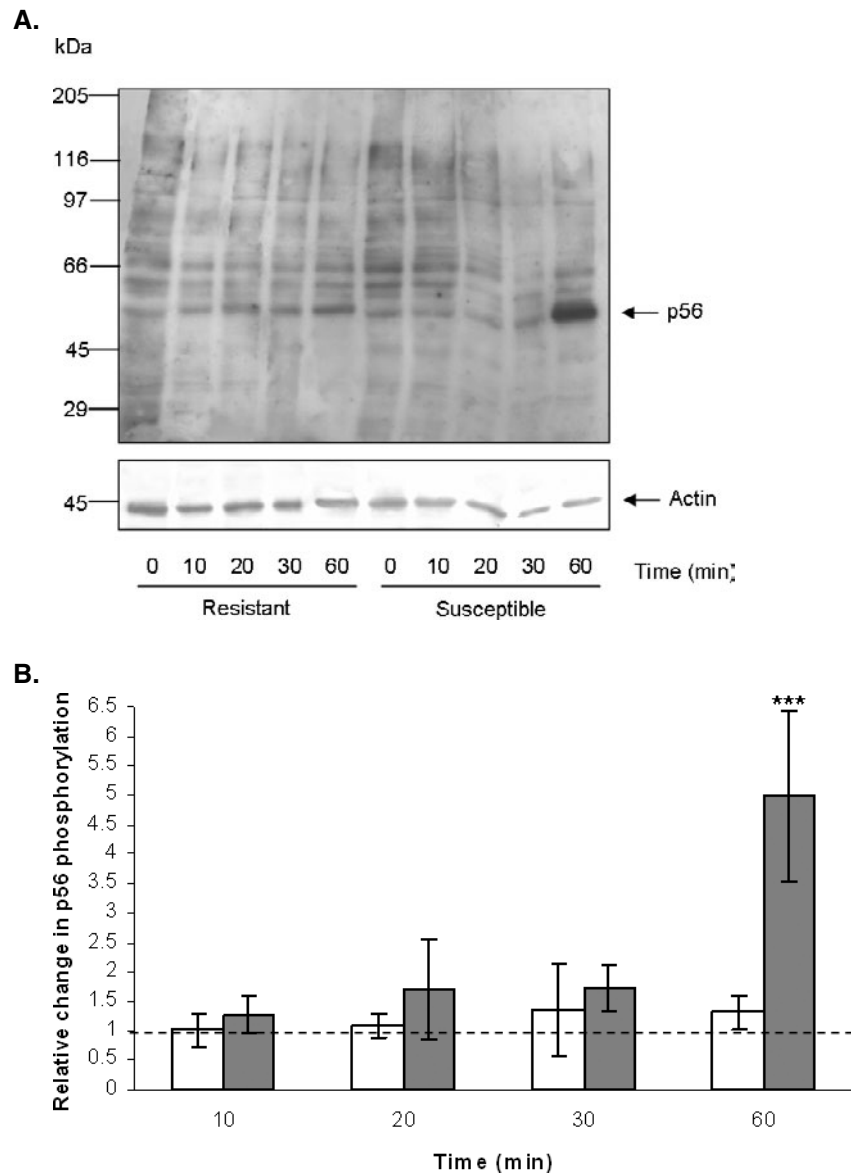 A.
kDa
205
116
97
66
p56
45
29
45 Actin
0 10 20 30 60 0 10 20 30 60 Time (min);
Resistant Susceptible
B.
Relative change in p56 phosphorylation
6.5
6
5.5
5
4.5
4
3.5
3
2.5
2
1.5
1
0.5
0
***
10 20 30 60
Time (min)